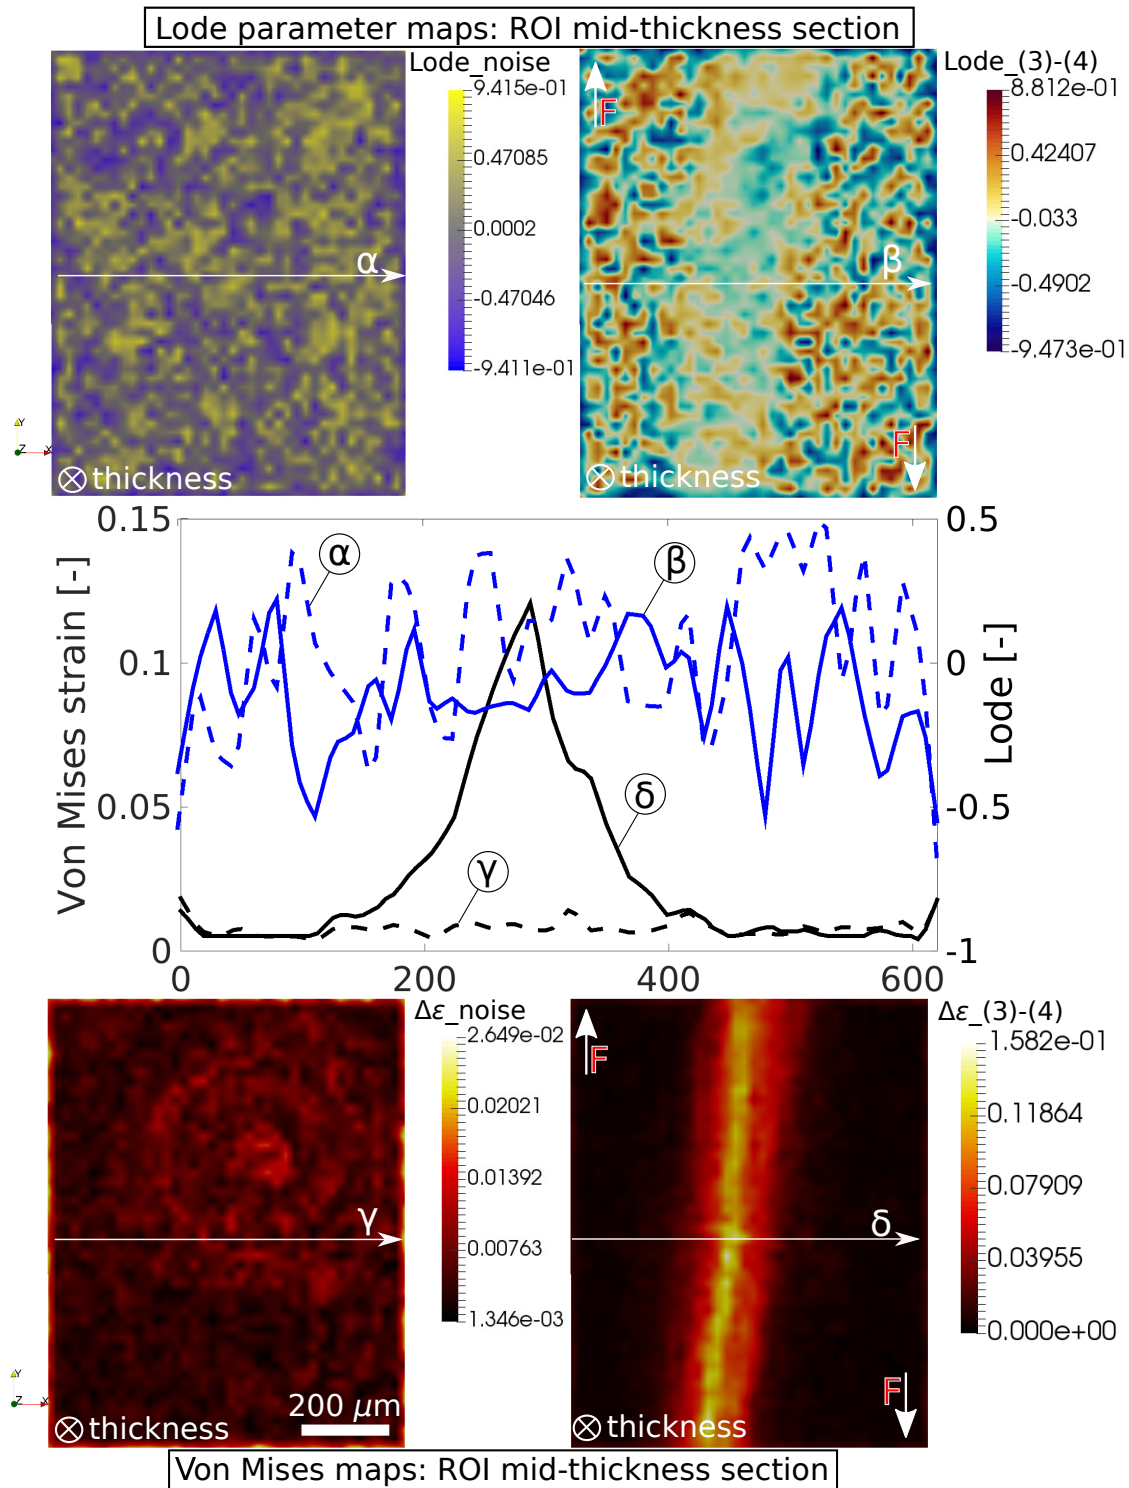 Lode parameter maps: ROI mid-thickness section
Lode_noise
9.415e-01
0.47085
0.0002
-0.47046
-9.411e-01
α
⊗ thickness
Y
Z
X
Lode_(3)-(4)
8.812e-01
0.42407
-0.033
-0.4902
-9.473e-01
F
β
F
⊗ thickness
0.15
0.1
0.05
0
Von Mises strain [-]
0.5
0
-0.5
-1
Lode [-]
α
β
δ
γ
0
200
400
600
Δε_noise
2.649e-02
0.02021
0.01392
0.00763
1.346e-03
γ
200 μm
⊗ thickness
Y
Z
X
Δε_(3)-(4)
1.582e-01
0.11864
0.07909
0.03955
0.000e+00
F
δ
F
⊗ thickness
Von Mises maps: ROI mid-thickness section